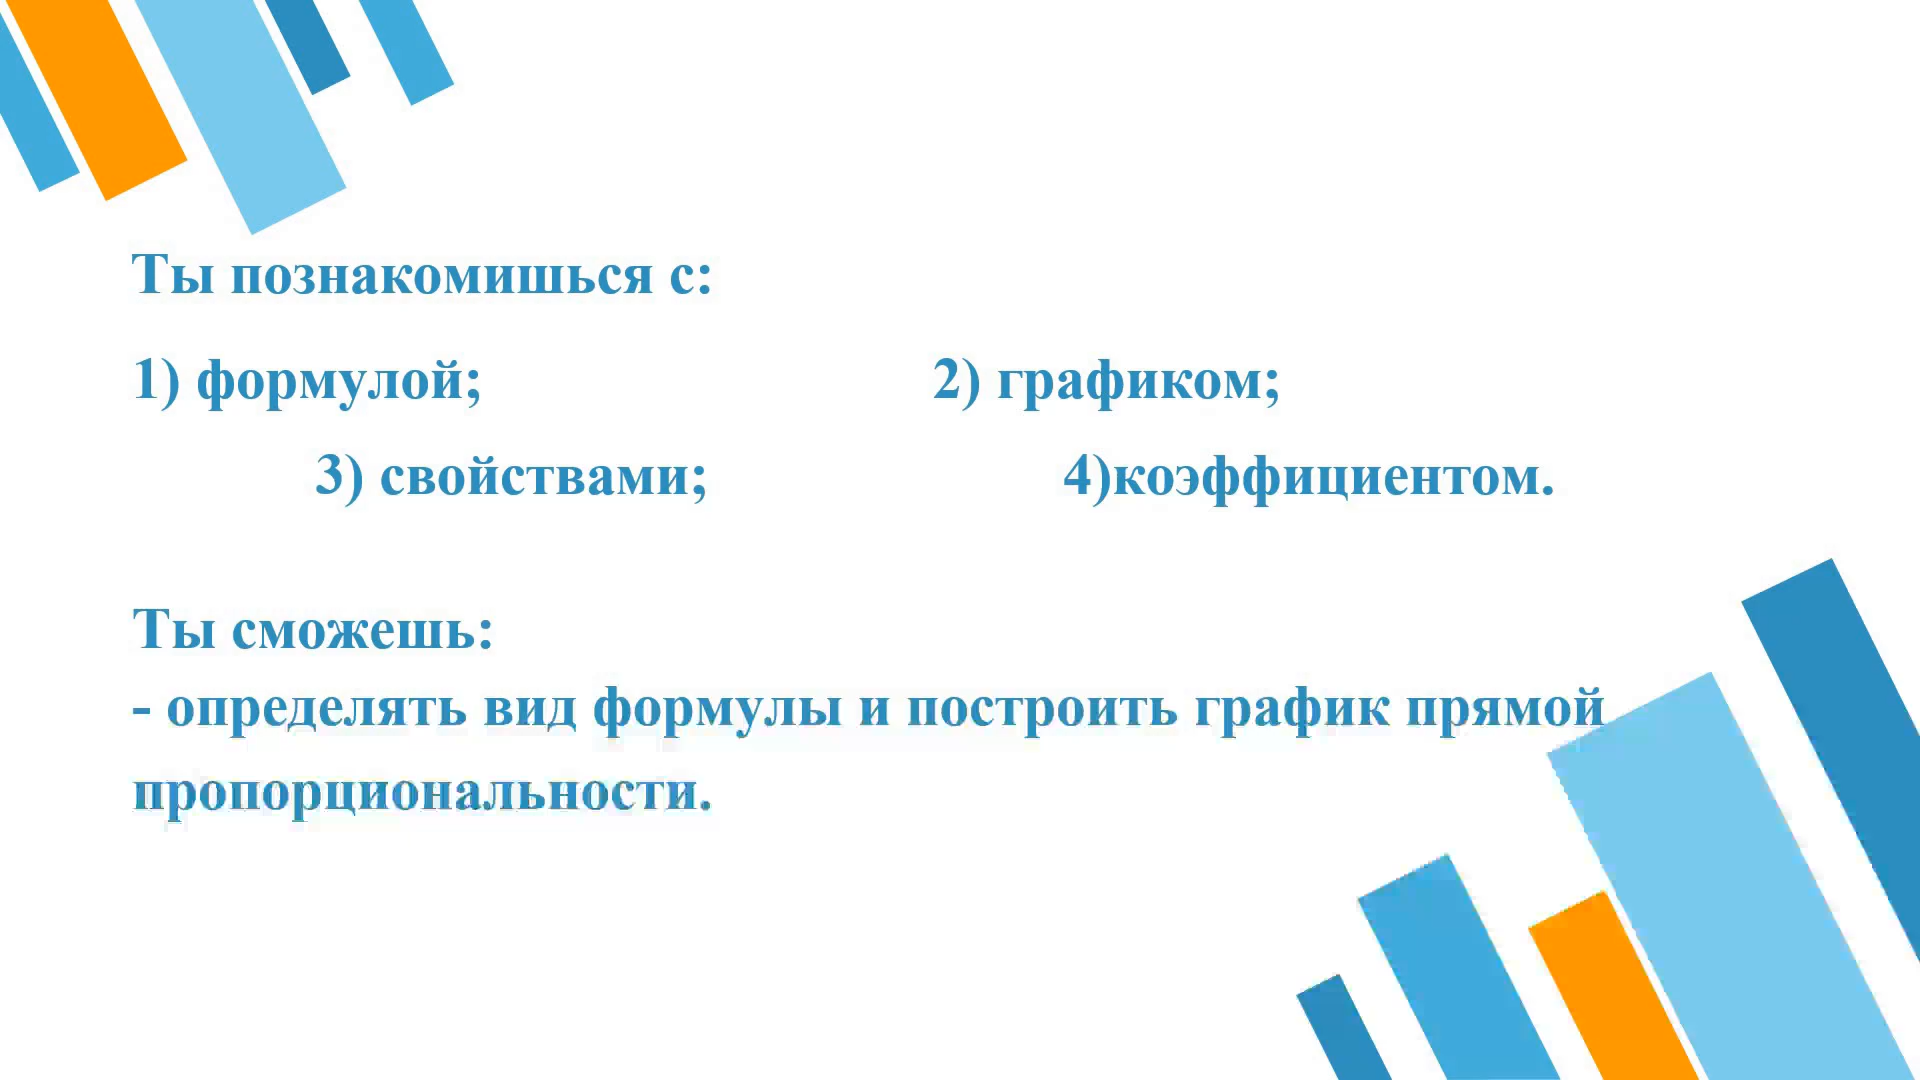 Ты познакомишься с:
1) формулой; 2) графиком;
3) свойствами; 4)коэффициентом.
Ты сможешь:
- определять вид формулы и построить график прямой
пропорциональности.